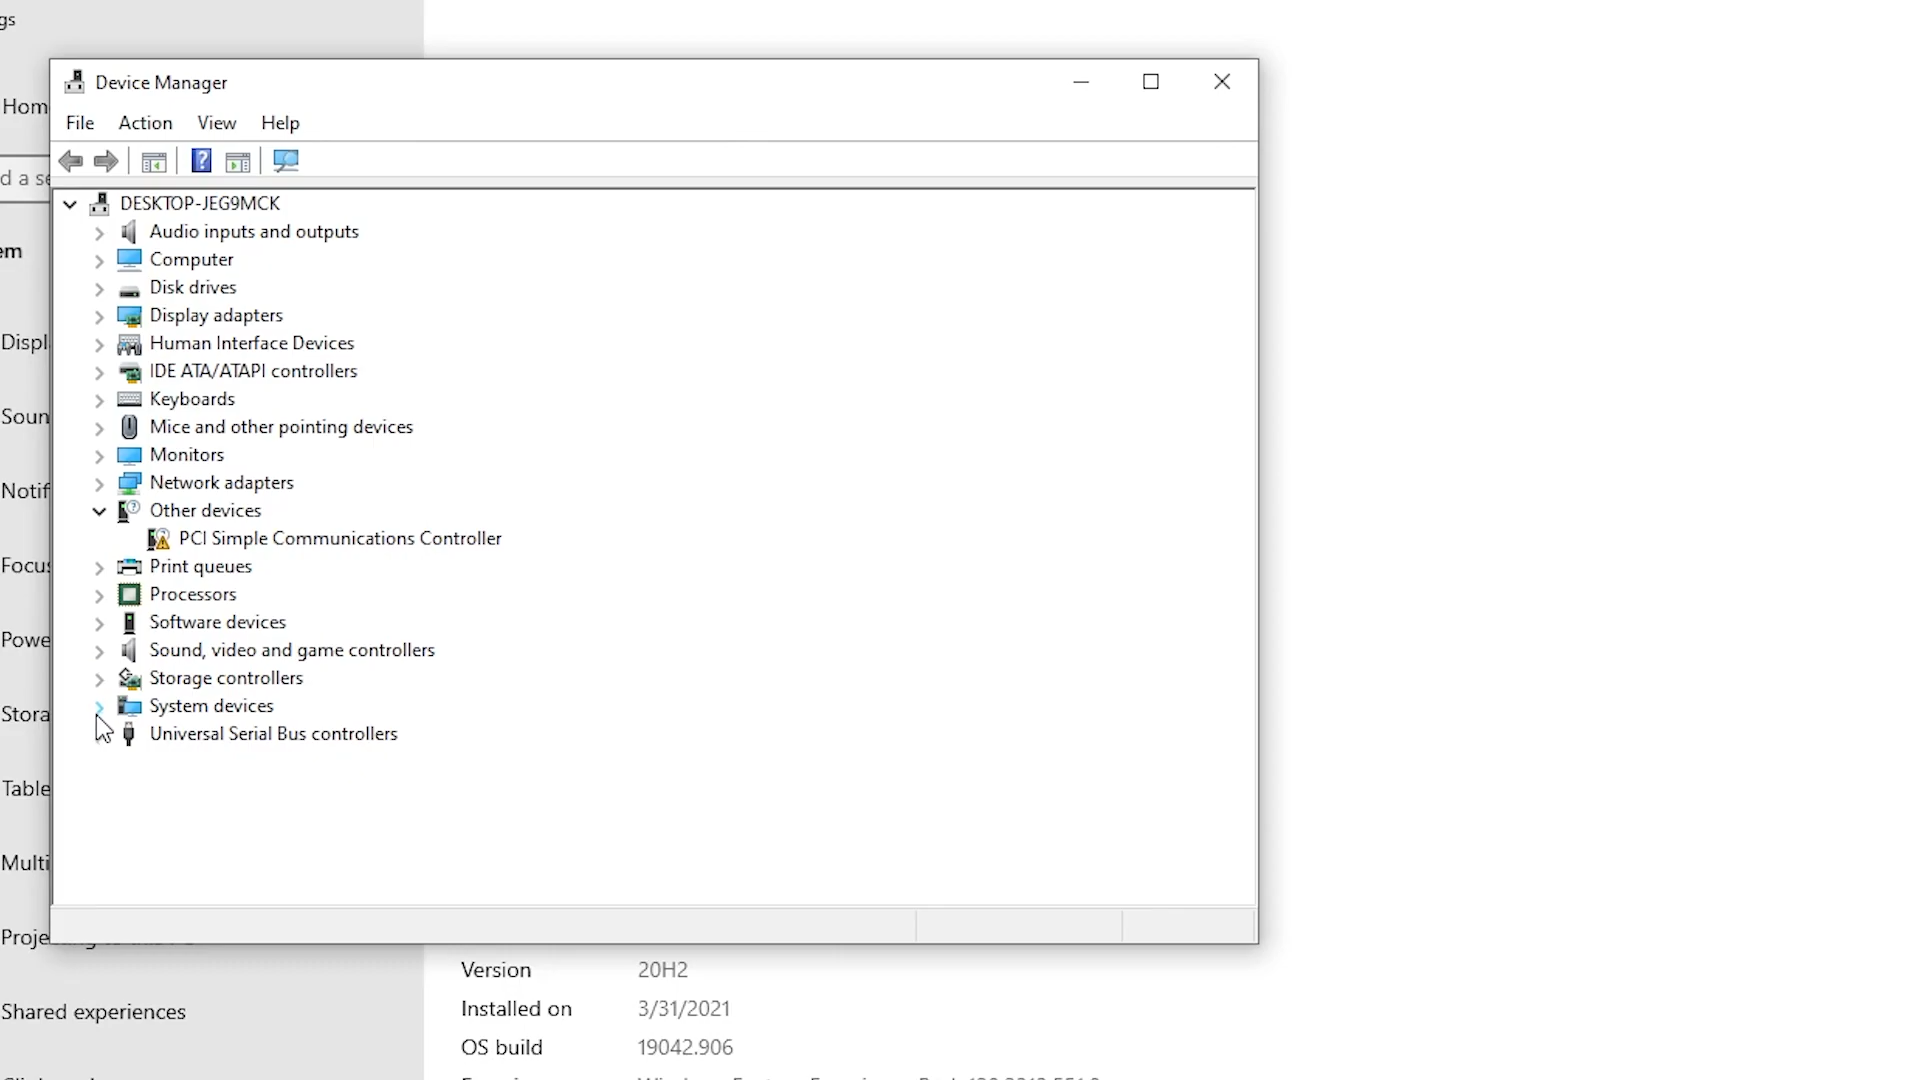 gs
Device Manager
Hom
File Action View Help
d a se
DESKTOP-JEG9MCK
Audio inputs and outputs
em
Computer
Disk drives
Display adapters
Displ
Human Interface Devices
IDE ATA/ATAPI controllers
Keyboards
Soun
Mice and other pointing devices
Monitors
Network adapters
Notif
Other devices
PCI Simple Communications Controller
Focus
Print queues
Processors
Software devices
Powe
Sound, video and game controllers
Storage controllers
System devices
Stora
Universal Serial Bus controllers
Table
Multi
Proje
Version 20H2
Installed on 3/31/2021
Shared experiences
OS build 19042.906